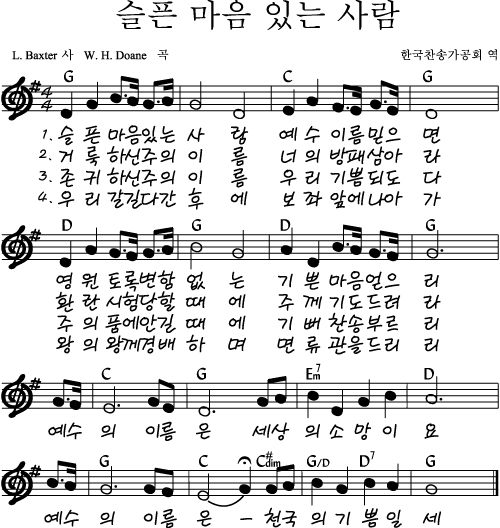 슬픈 마음 있는 사람
L. Baxter 사 W. H. Doane 곡 한국찬송가공회 역
G C G
1. 슬 픈 마음있는 사 람 예 수 이름믿으 면
2. 거 룩 하신주의 이 름 너 의 방패삼아 라
3. 존 귀 하신주의 이 름 우 리 기쁨되도 다
4. 우 리 갈길다간 후 에 보 좌 앞에나아 가
D G D G
영 원 토록변함 없 는 기 쁜 마음얻으 리
환 란 시험당할 때 에 주 께 기도드려 라
주 의 품에안길 때 에 기 뻐 찬송부르 리
왕 의 왕께경배 하 며 면 류 관을드리 리
C G Em7 D
예수 의 이름 은 세상 의 소 망 이 요
G C C#dim G/D D7 G
예수 의 이름 은 - 천국 의 기 쁨 일 세